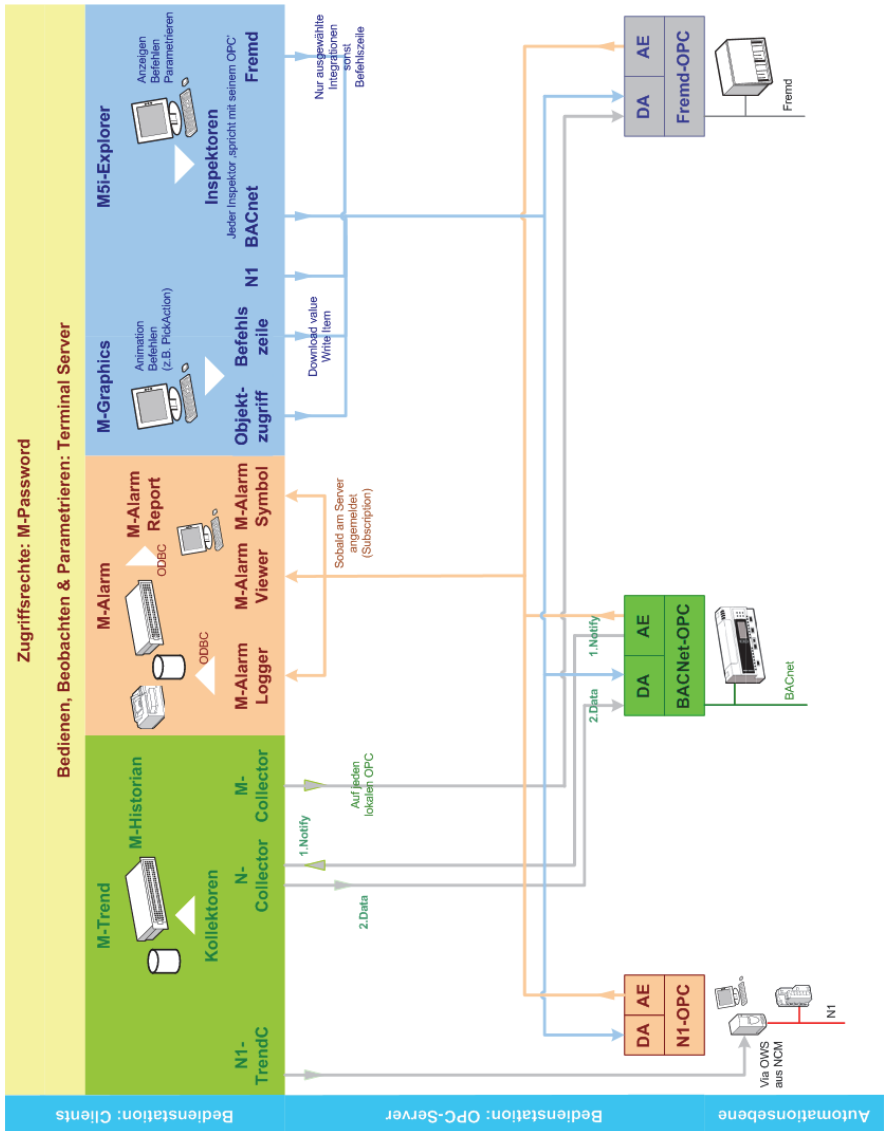 Zugriffsrechte: M-Password
Bedienen, Beobachten & Parametrieren: Terminal Server
Bedienstation: Clients
M-Trend
M-Historian
Kollektoren
N1-
TrendC
N-
Collector
M-
Collector
M-Alarm
ODBC
M-Alarm
Report
ODBC
M-Alarm
Logger
M-Alarm
Viewer
M-Alarm
Symbol
M-Graphics
Animation
Befehlen
(z.B. PickAction)
Objekt-
zugriff
Befehls
zeile
M5i-Explorer
Anzeigen
Befehlen
Parametrieren
Inspektoren
Jeder Inspektor ‚spricht mit seinem OPC'
N1
BACnet
Fremd
Bedienstation: OPC-Server
1.Notify
2.Data
Auf jeden
lokalen OPC
Sobald am Server
angemeldet
(Subscription)
Download value
Write Item
Nur ausgewählte
Integrationen
sonst
Befehlszeile
2.Data
1.Notify
DA
AE
N1-OPC
DA
AE
BACNet-OPC
DA
AE
Fremd-OPC
Automationsebene
Via OWS
aus NCM
N1
BACnet
Fremd